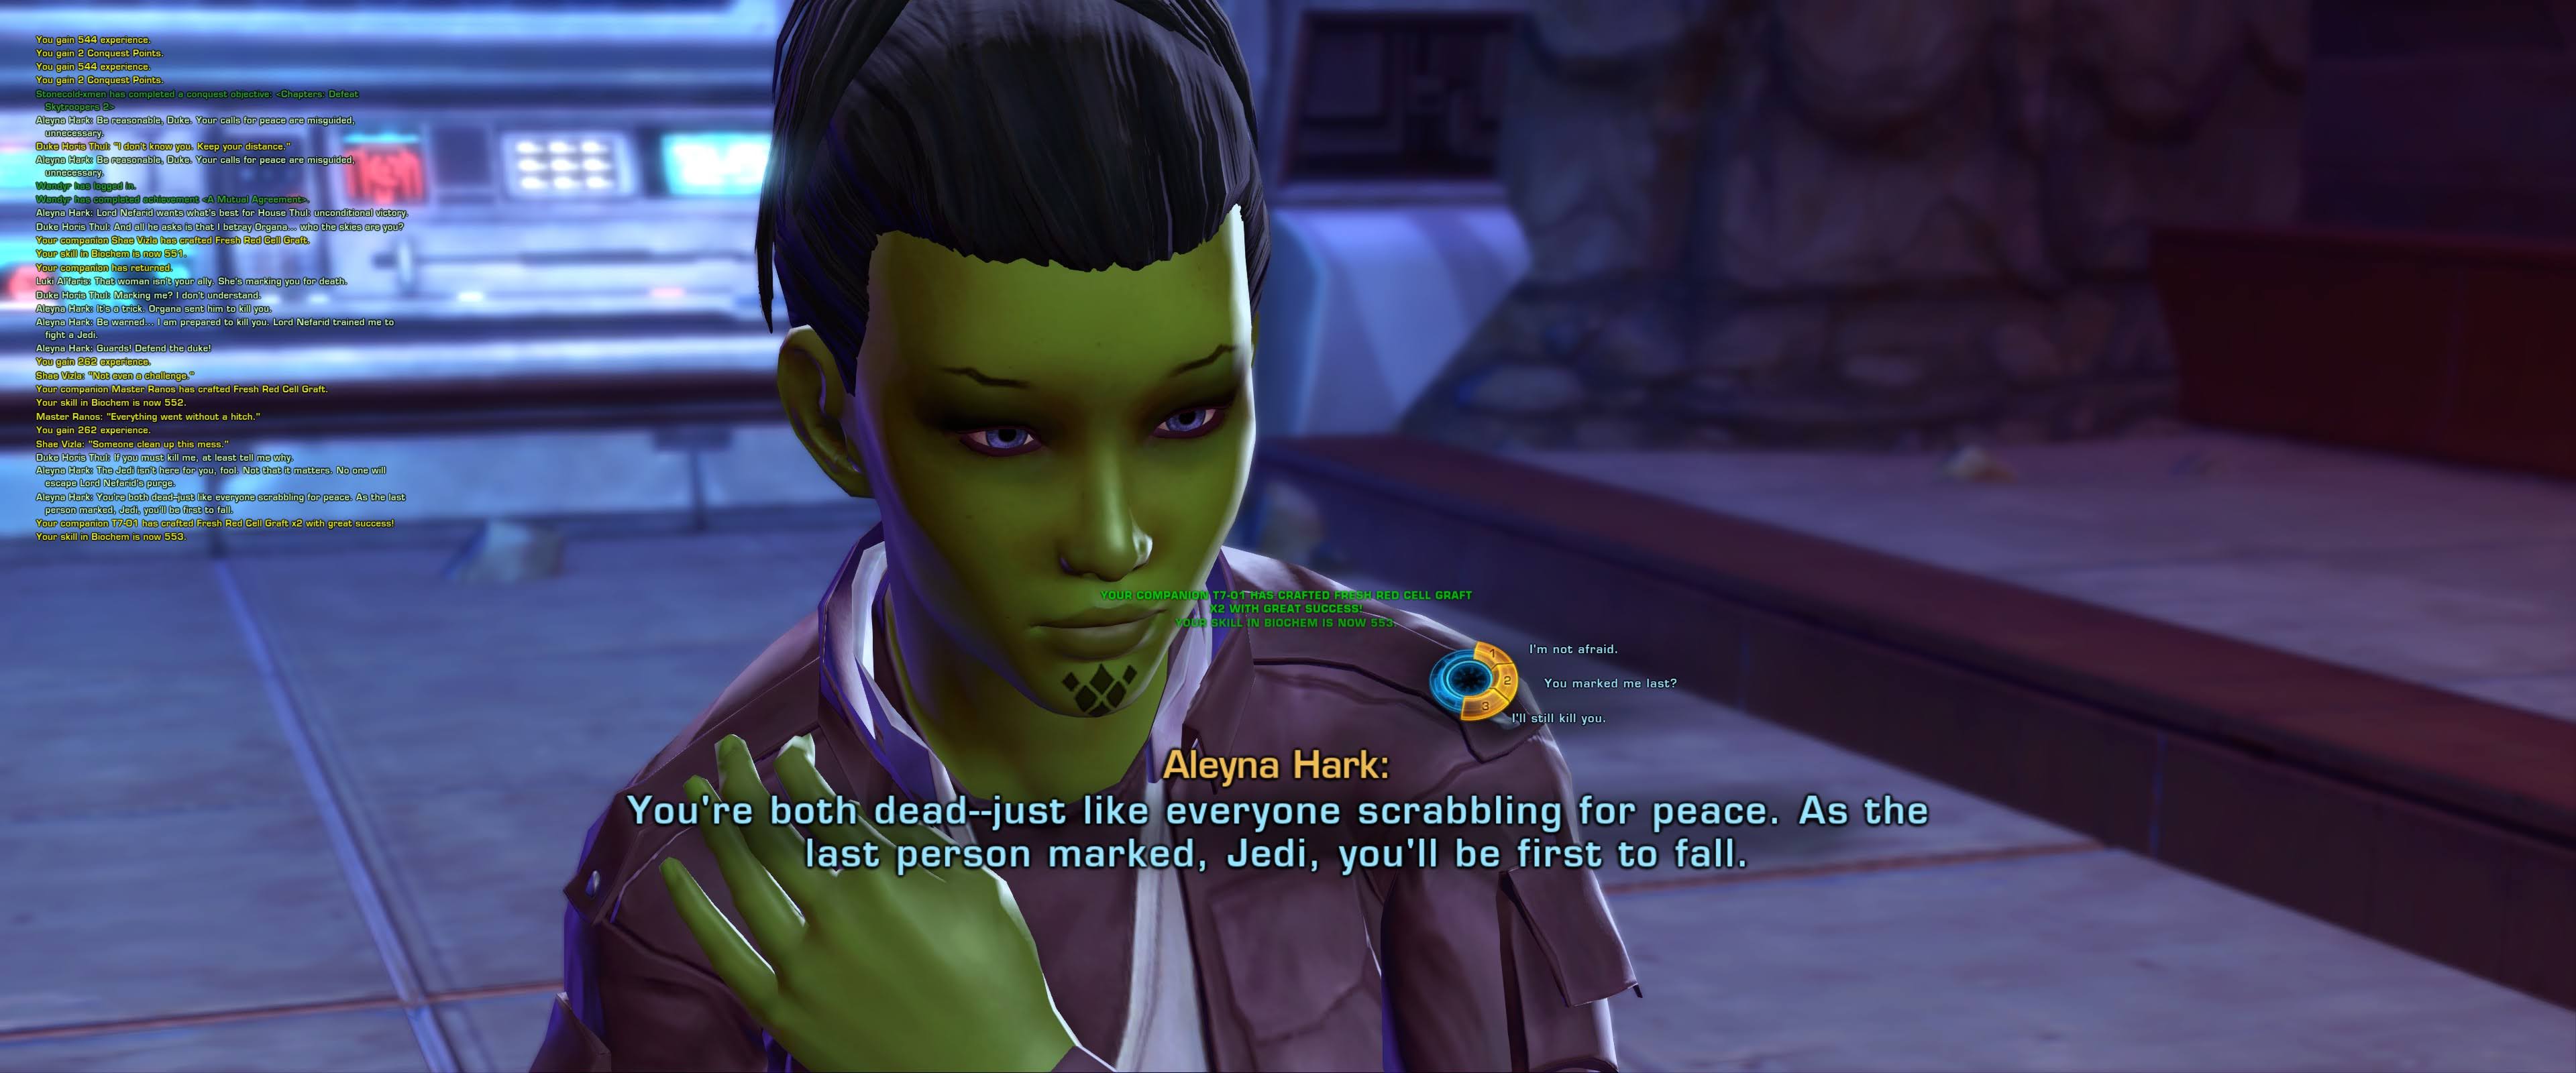 You gain 544 experience.
You gain 2 Conquest Points.
You gain 544 experience.
You gain 2 Conquest Points.
Stonecold-xmen has completed a conquest objective: <Chapters: Defeat
Skytroopers 2>
Aleyna Hark: Be reasonable, Duke. Your calls for peace are misguided,
unnecessary.
Duke Horis Thul: "I don't know you. Keep your distance."
Aleyna Hark: Be reasonable, Duke. Your calls for peace are misguided,
unnecessary.
Wandyr has logged in.
Wandyr has completed achievement <A Mutual Agreement>.
Aleyna Hark: Lord Nefarid wants what's best for House Thul: unconditional victory.
Duke Horis Thul: And all he asks is that I betray Organa... who the skies are you?
Your companion Shae Vizla has crafted Fresh Red Cell Graft.
Your skill in Biochem is now 551.
Your companion has returned.
Luki Al'faris: That woman isn't your ally. She's marking you for death.
Duke Horis Thul: Marking me? I don't understand.
Aleyna Hark: It's a trick. Organa sent him to kill you.
Aleyna Hark: Be warned... I am prepared to kill you. Lord Nefarid trained me to
fight a Jedi.
Aleyna Hark: Guards! Defend the duke!
You gain 262 experience.
Shae Vizla: "Not even a challenge."
Your companion Master Ranos has crafted Fresh Red Cell Graft.
Your skill in Biochem is now 552.
Master Ranos: "Everything went without a hitch."
You gain 262 experience.
Shae Vizla: "Someone clean up this mess."
Duke Horis Thul: If you must kill me, at least tell me why.
Aleyna Hark: The Jedi isn't here for you, fool. Not that it matters. No one will
escape Lord Nefarid's purge.
Aleyna Hark: You're both dead--just like everyone scrabbling for peace. As the last
person marked, Jedi, you'll be first to fall.
Your companion T7-01 has crafted Fresh Red Cell Graft x2 with great success!
Your skill in Biochem is now 553.
YOUR COMPANION T7-01 HAS CRAFTED FRESH RED CELL GRAFT
X2 WITH GREAT SUCCESS!
YOUR SKILL IN BIOCHEM IS NOW 553.
1 I'm not afraid.
2 You marked me last?
3 I'll still kill you.
Aleyna Hark:
You're both dead--just like everyone scrabbling for peace. As the
last person marked, Jedi, you'll be first to fall.